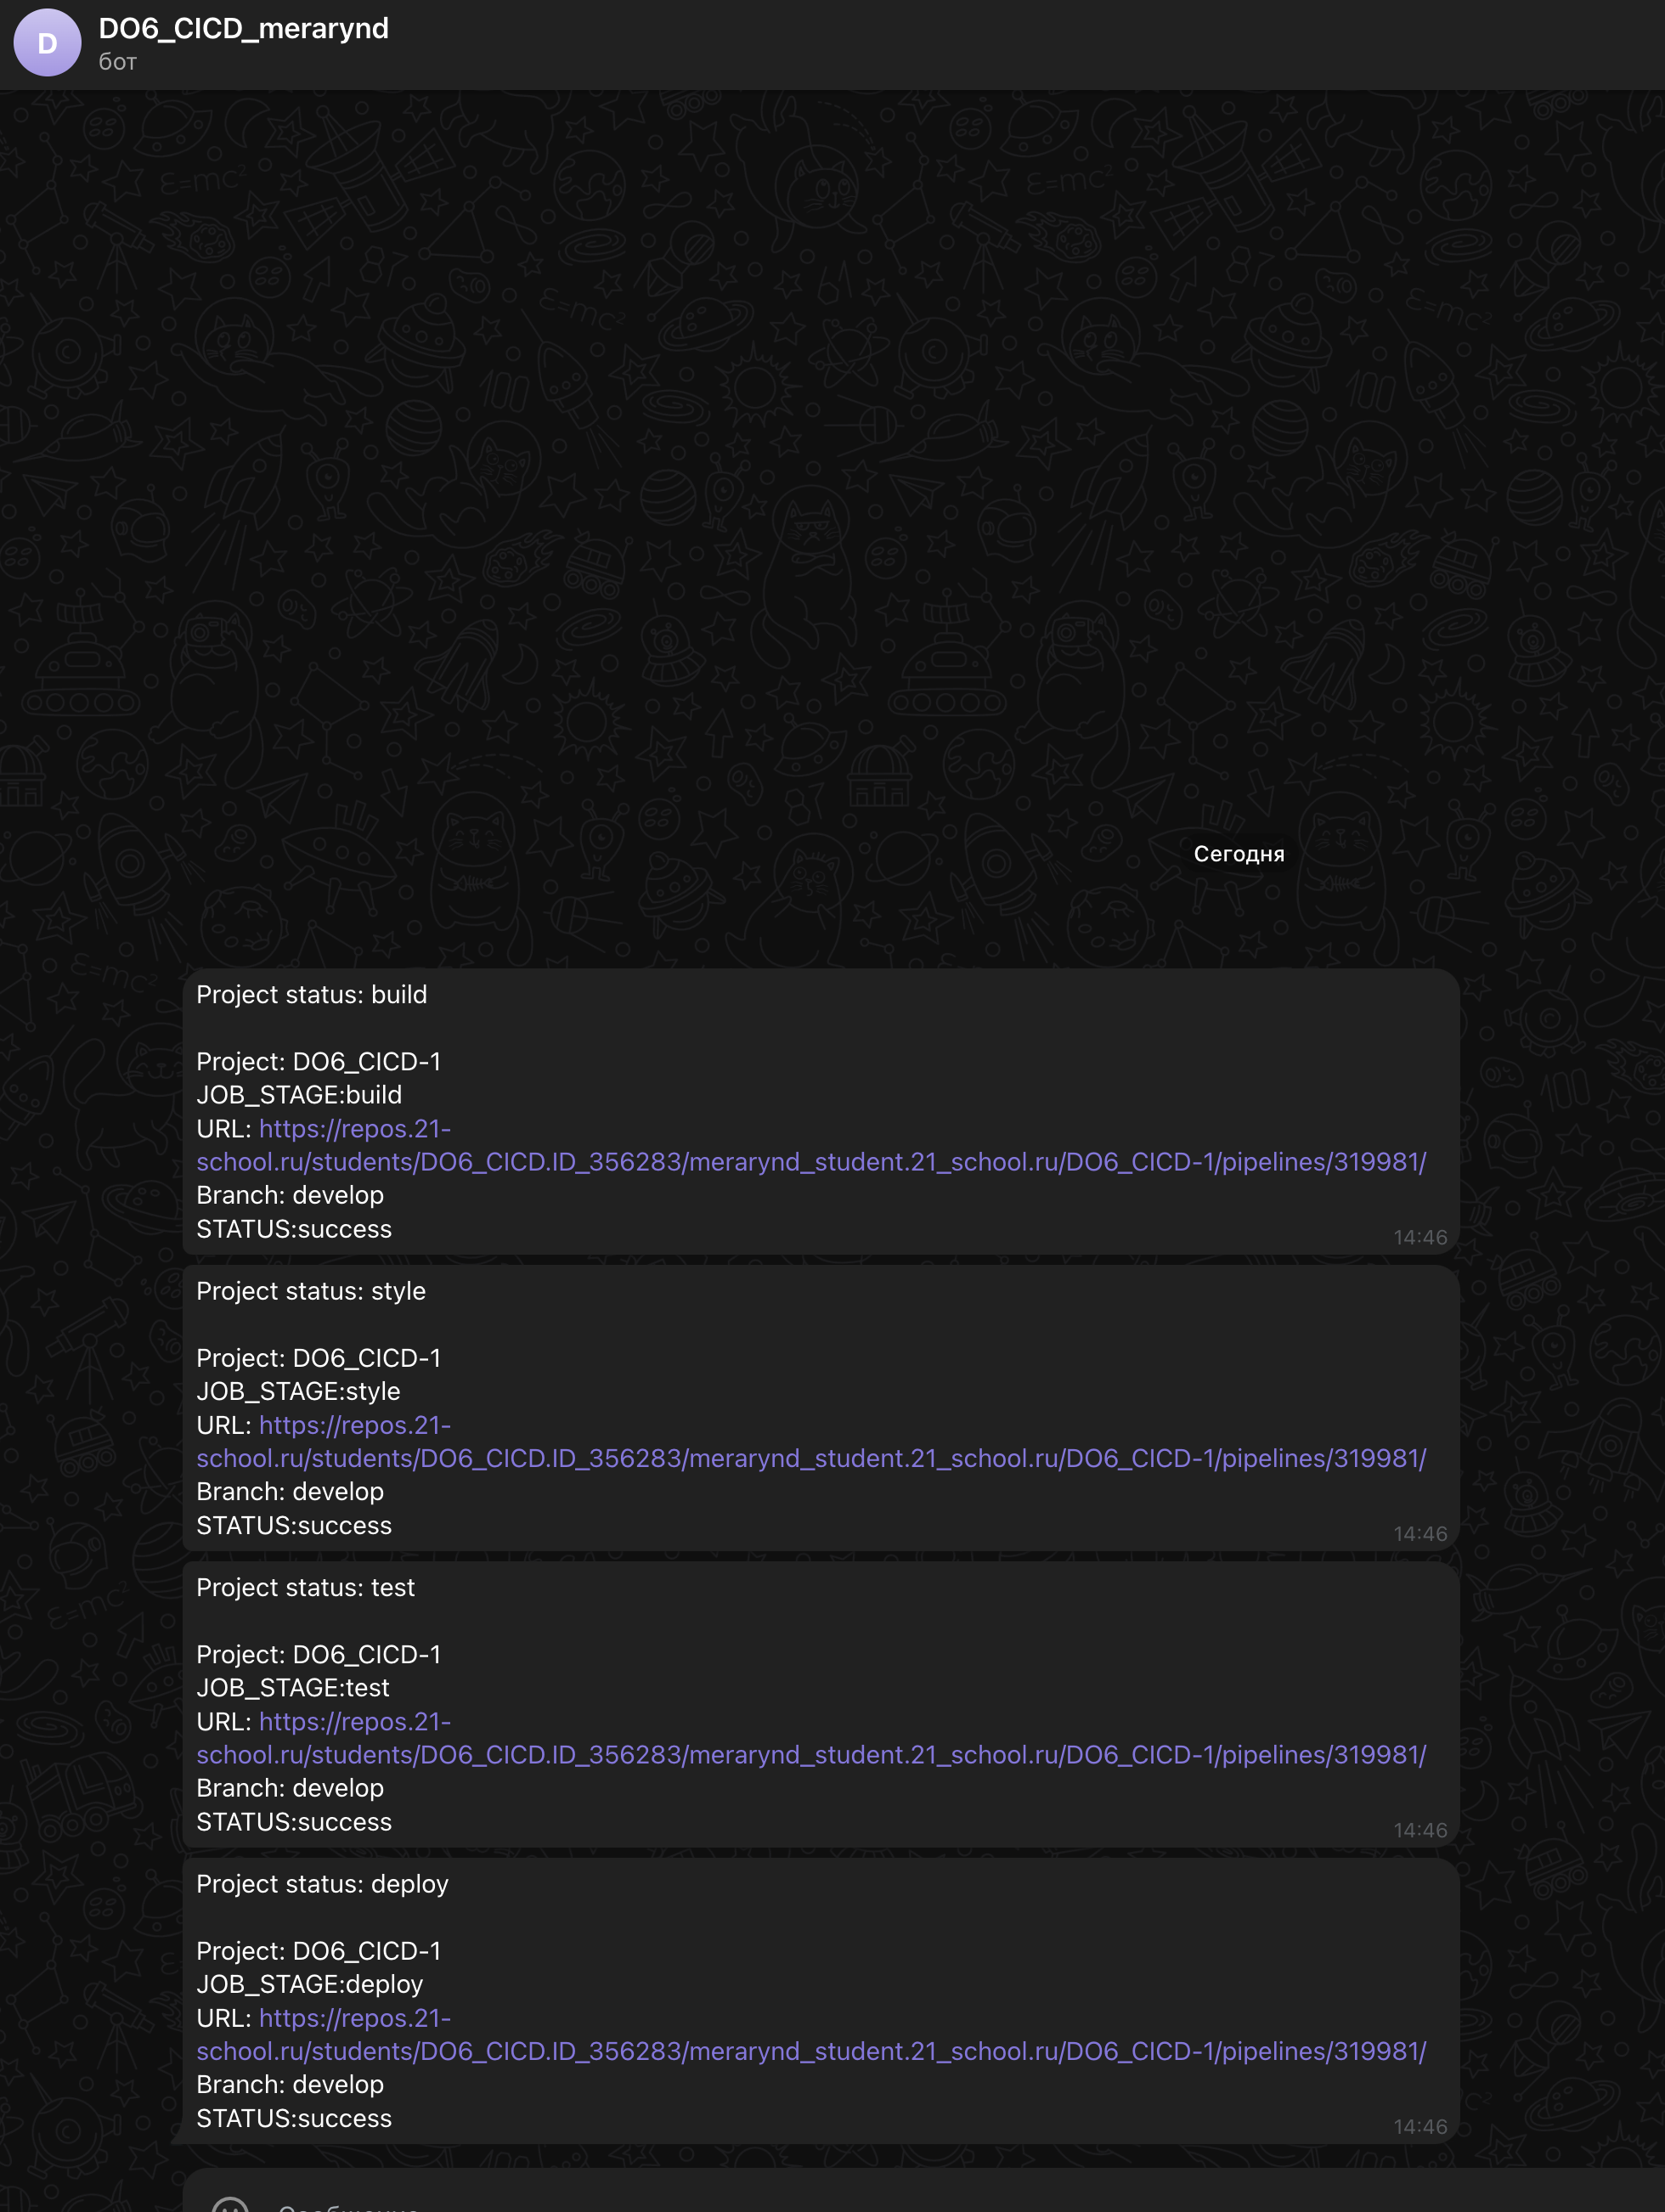 D
DO6_CICD_merarynd
бот
Сегодня
Project status: build
Project: DO6_CICD-1
JOB_STAGE:build
URL: https://repos.21-
school.ru/students/DO6_CICD.ID_356283/merarynd_student.21_school.ru/DO6_CICD-1/pipelines/319981/
Branch: develop
STATUS:success
14:46
Project status: style
Project: DO6_CICD-1
JOB_STAGE:style
URL: https://repos.21-
school.ru/students/DO6_CICD.ID_356283/merarynd_student.21_school.ru/DO6_CICD-1/pipelines/319981/
Branch: develop
STATUS:success
14:46
Project status: test
Project: DO6_CICD-1
JOB_STAGE:test
URL: https://repos.21-
school.ru/students/DO6_CICD.ID_356283/merarynd_student.21_school.ru/DO6_CICD-1/pipelines/319981/
Branch: develop
STATUS:success
14:46
Project status: deploy
Project: DO6_CICD-1
JOB_STAGE:deploy
URL: https://repos.21-
school.ru/students/DO6_CICD.ID_356283/merarynd_student.21_school.ru/DO6_CICD-1/pipelines/319981/
Branch: develop
STATUS:success
14:46